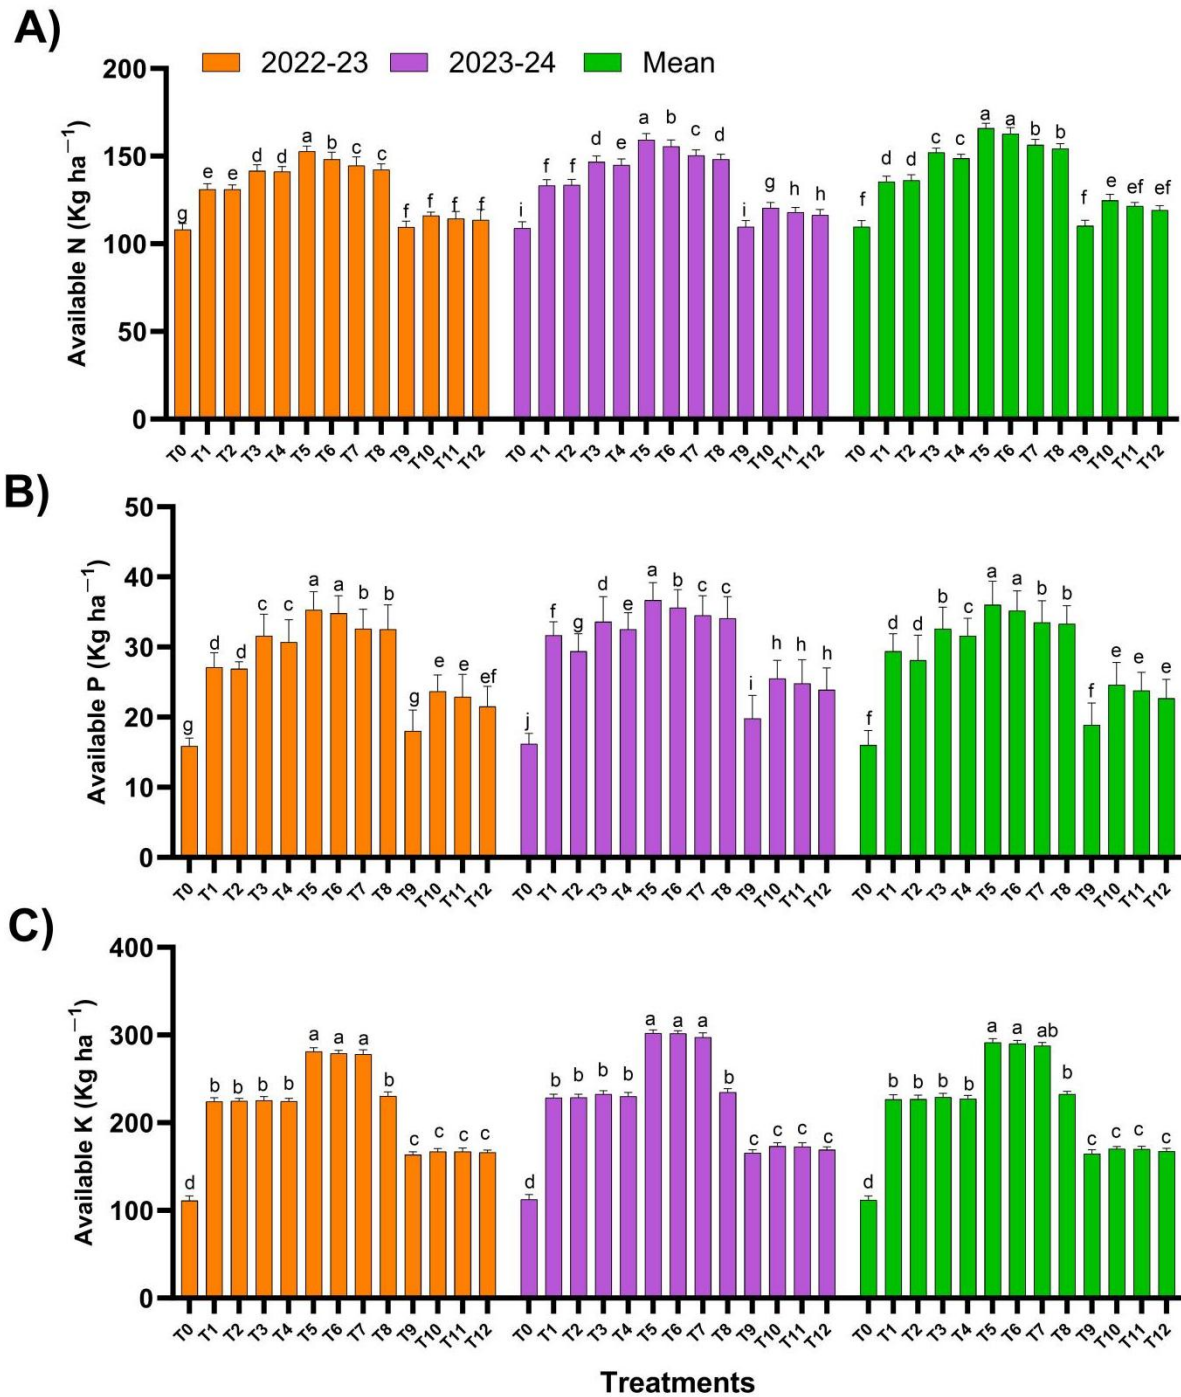 A)
2022-23 2023-24 Mean
Available N (Kg ha−1)
200
150
100
50
0
g e e d d a b c c f f f f
i f f d e a b c d i g h h
f d d c c a a b b f e ef ef
T0 T1 T2 T3 T4 T5 T6 T7 T8 T9 T10 T11 T12 T0 T1 T2 T3 T4 T5 T6 T7 T8 T9 T10 T11 T12 T0 T1 T2 T3 T4 T5 T6 T7 T8 T9 T10 T11 T12
B)
Available P (Kg ha−1)
50
40
30
20
10
0
g d d c c a a b b g e e ef
j f g d e a b c c i h h h
f d d b c a a b b f e e e
T0 T1 T2 T3 T4 T5 T6 T7 T8 T9 T10 T11 T12 T0 T1 T2 T3 T4 T5 T6 T7 T8 T9 T10 T11 T12 T0 T1 T2 T3 T4 T5 T6 T7 T8 T9 T10 T11 T12
C)
Available K (Kg ha−1)
400
300
200
100
0
d b b b b a a a b c c c c
d b b b b a a a b c c c c
d b b b b a a ab b c c c c
T0 T1 T2 T3 T4 T5 T6 T7 T8 T9 T10 T11 T12 T0 T1 T2 T3 T4 T5 T6 T7 T8 T9 T10 T11 T12 T0 T1 T2 T3 T4 T5 T6 T7 T8 T9 T10 T11 T12
Treatments